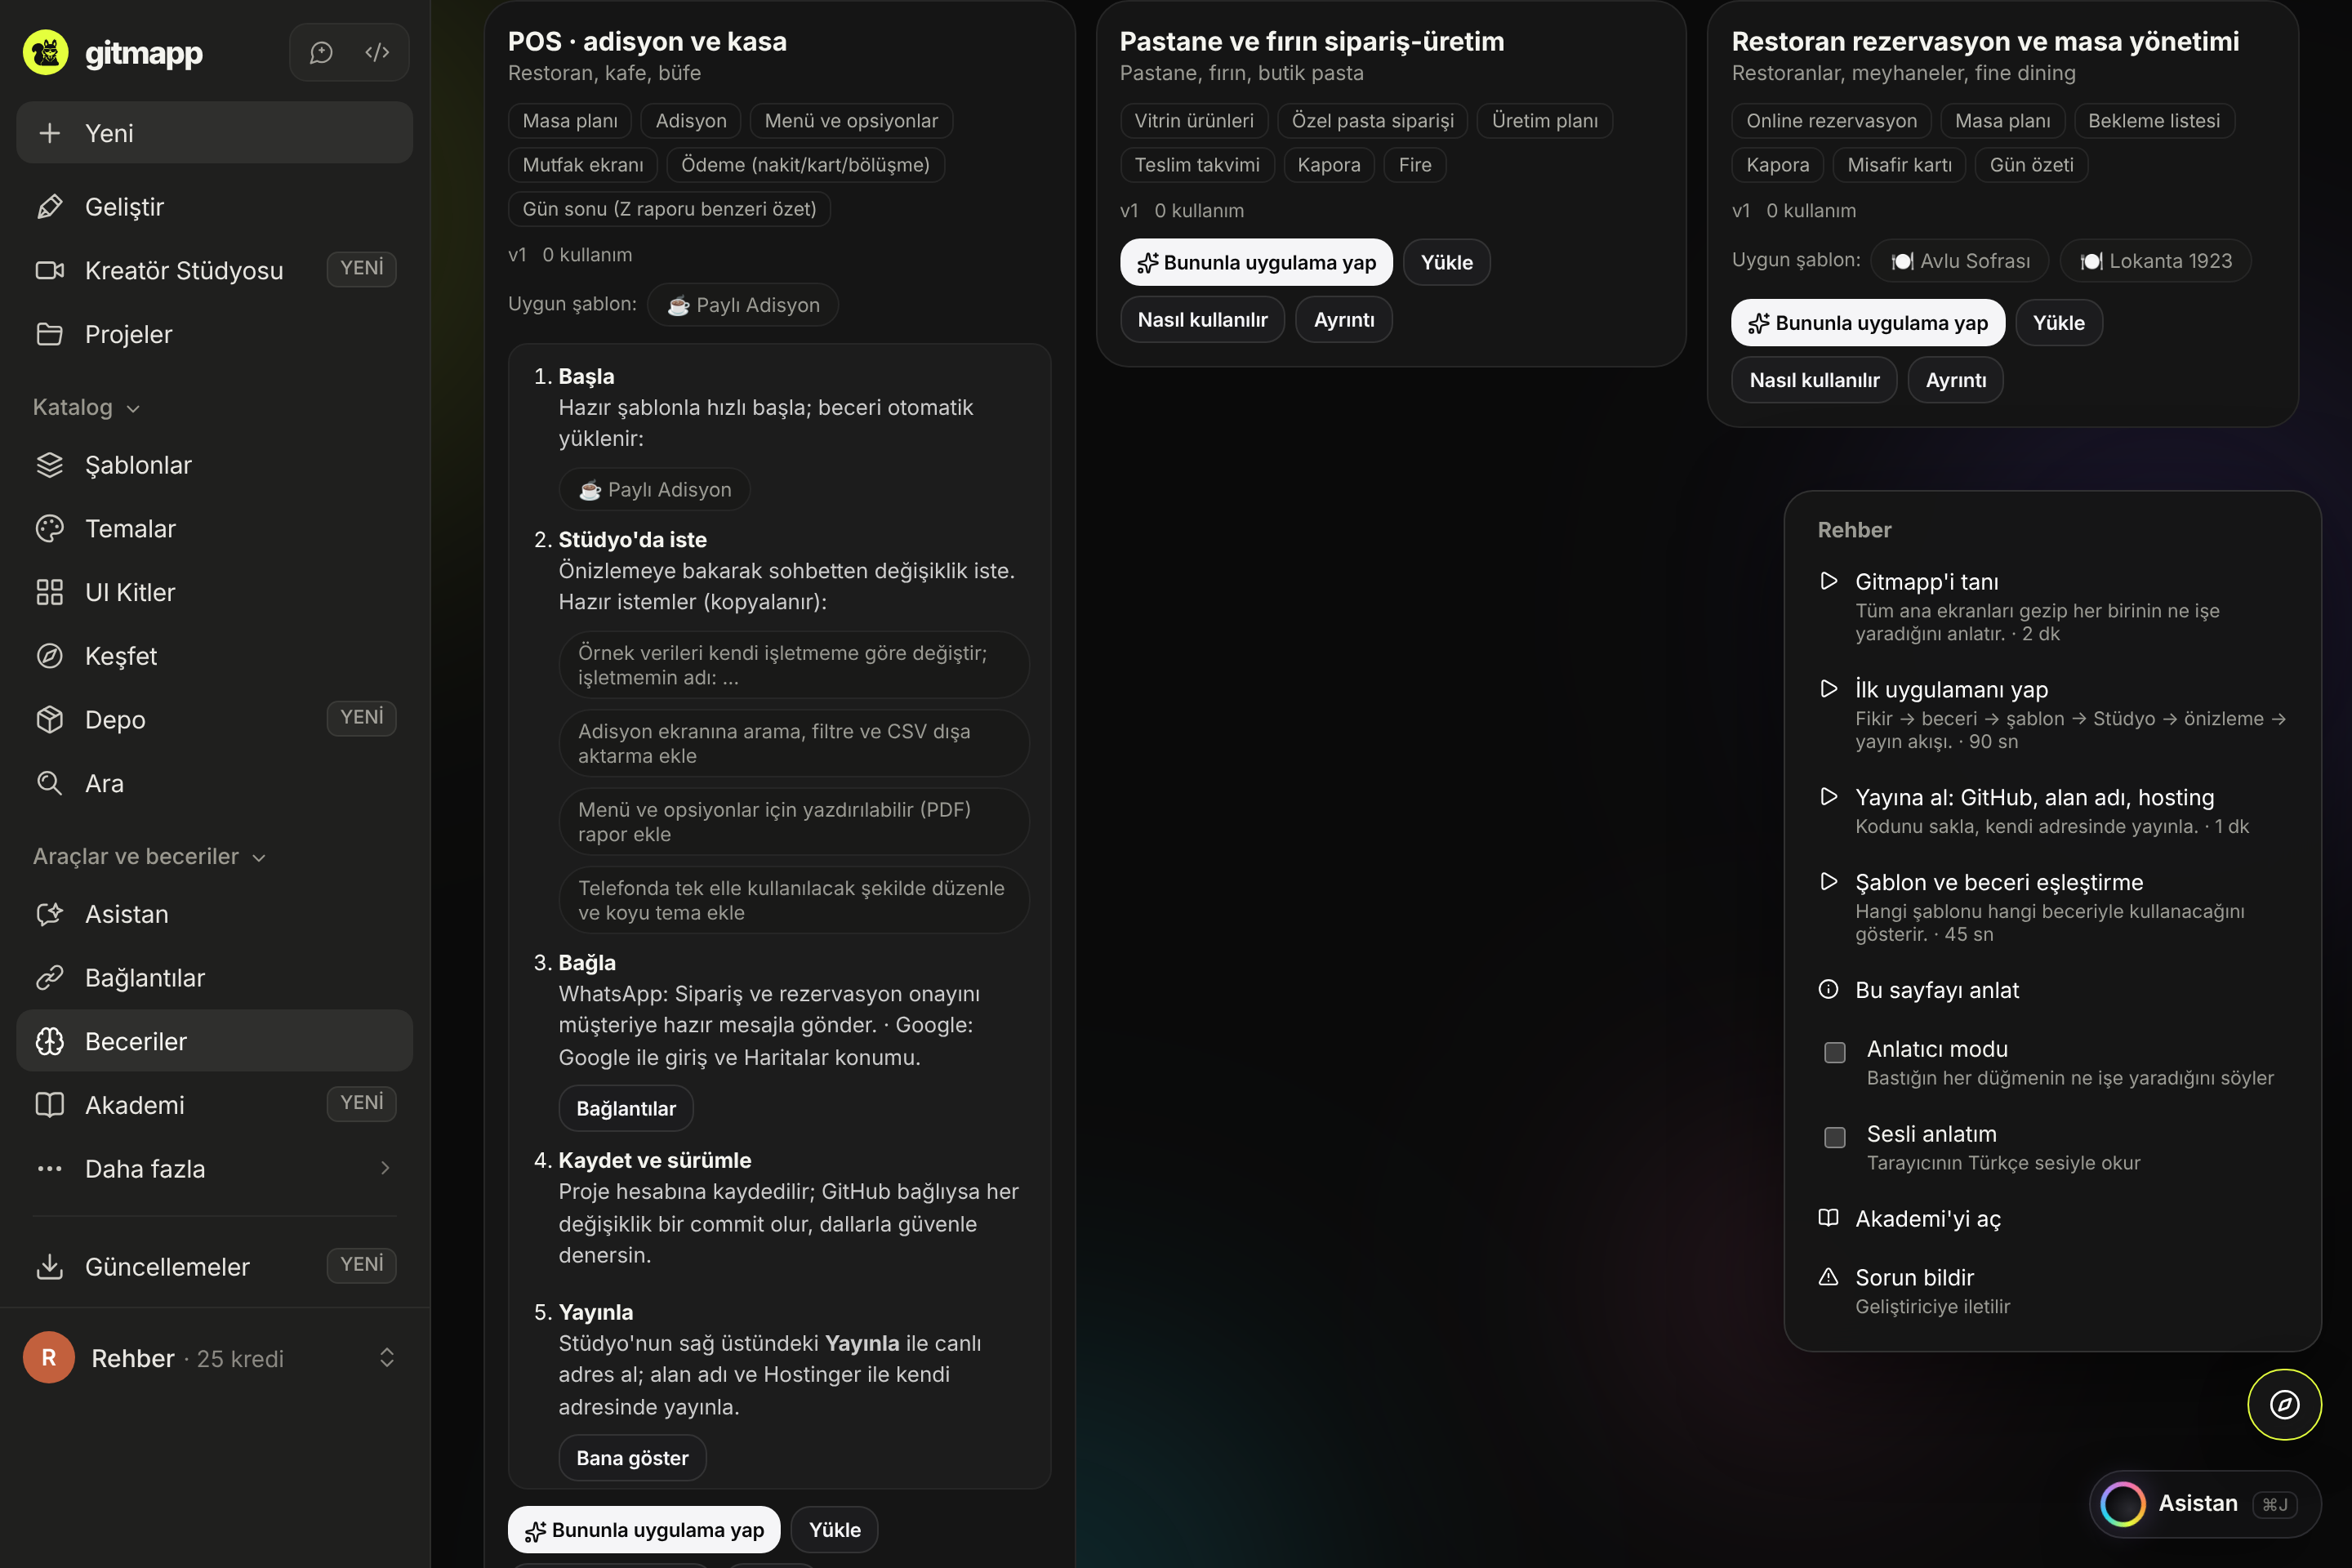 gitmapp
Yeni
Geliştir
Kreatör Stüdyosu YENİ
Projeler
Katalog
Şablonlar
Temalar
UI Kitler
Keşfet
Depo YENİ
Ara
Araçlar ve beceriler
Asistan
Bağlantılar
Beceriler
Akademi YENİ
Daha fazla
Güncellemeler YENİ
R Rehber · 25 kredi
POS · adisyon ve kasa
Restoran, kafe, büfe
Masa planı Adisyon Menü ve opsiyonlar
Mutfak ekranı Ödeme (nakit/kart/bölüşme)
Gün sonu (Z raporu benzeri özet)
v1 0 kullanım
Uygun şablon: ☕ Paylı Adisyon
1. Başla
Hazır şablonla hızlı başla; beceri otomatik
yüklenir:
☕ Paylı Adisyon
2. Stüdyo'da iste
Önizlemeye bakarak sohbetten değişiklik iste.
Hazır istemler (kopyalanır):
Örnek verileri kendi işletmeme göre değiştir;
işletmemin adı: ...
Adisyon ekranına arama, filtre ve CSV dışa
aktarma ekle
Menü ve opsiyonlar için yazdırılabilir (PDF)
rapor ekle
Telefonda tek elle kullanılacak şekilde düzenle
ve koyu tema ekle
3. Bağla
WhatsApp: Sipariş ve rezervasyon onayını
müşteriye hazır mesajla gönder. · Google:
Google ile giriş ve Haritalar konumu.
Bağlantılar
4. Kaydet ve sürümle
Proje hesabına kaydedilir; GitHub bağlıysa her
değişiklik bir commit olur, dallarla güvenle
denersin.
5. Yayınla
Stüdyo'nun sağ üstündeki Yayınla ile canlı
adres al; alan adı ve Hostinger ile kendi
adresinde yayınla.
Bana göster
Bununla uygulama yap Yükle
Pastane ve fırın sipariş-üretim
Pastane, fırın, butik pasta
Vitrin ürünleri Özel pasta siparişi Üretim planı
Teslim takvimi Kapora Fire
v1 0 kullanım
Bununla uygulama yap Yükle
Nasıl kullanılır Ayrıntı
Restoran rezervasyon ve masa yönetimi
Restoranlar, meyhaneler, fine dining
Online rezervasyon Masa planı Bekleme listesi
Kapora Misafir kartı Gün özeti
v1 0 kullanım
Uygun şablon: 🍽️ Avlu Sofrası 🍽️ Lokanta 1923
Bununla uygulama yap Yükle
Nasıl kullanılır Ayrıntı
Rehber
Gitmapp'i tanı
Tüm ana ekranları gezip her birinin ne işe
yaradığını anlatır. · 2 dk
İlk uygulamanı yap
Fikir → beceri → şablon → Stüdyo → önizleme →
yayın akışı. · 90 sn
Yayına al: GitHub, alan adı, hosting
Kodunu sakla, kendi adresinde yayınla. · 1 dk
Şablon ve beceri eşleştirme
Hangi şablonu hangi beceriyle kullanacağını
gösterir. · 45 sn
Bu sayfayı anlat
Anlatıcı modu
Bastığın her düğmenin ne işe yaradığını söyler
Sesli anlatım
Tarayıcının Türkçe sesiyle okur
Akademi'yi aç
Sorun bildir
Geliştiriciye iletilir
Asistan ⌘J